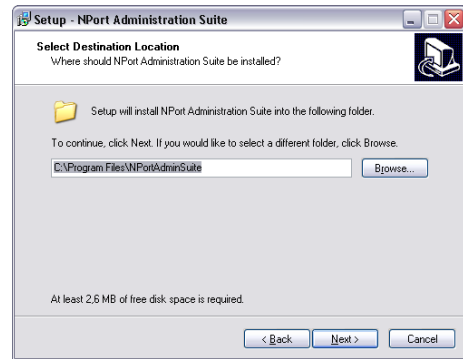 Setup - NPort Administration Suite
Select Destination Location
Where should NPort Administration Suite be installed?
Setup will install NPort Administration Suite into the following folder.
To continue, click Next. If you would like to select a different folder, click Browse.
C:\Program Files\NPortAdminSuite
Browse...
At least 2,6 MB of free disk space is required.
< Back
Next >
Cancel